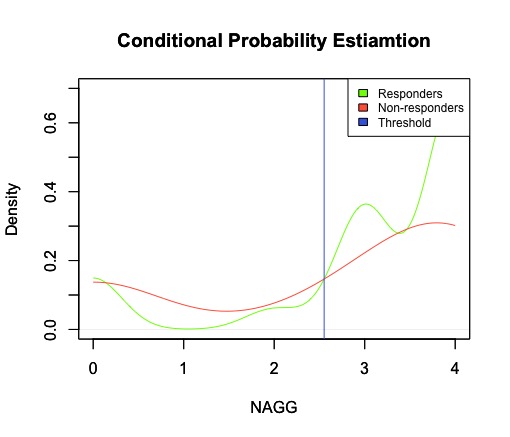 Conditional Probability Estiamtion
Responders
Non-responders
Threshold
Density
0.6
0.4
0.2
0.0
0 1 2 3 4
NAGG